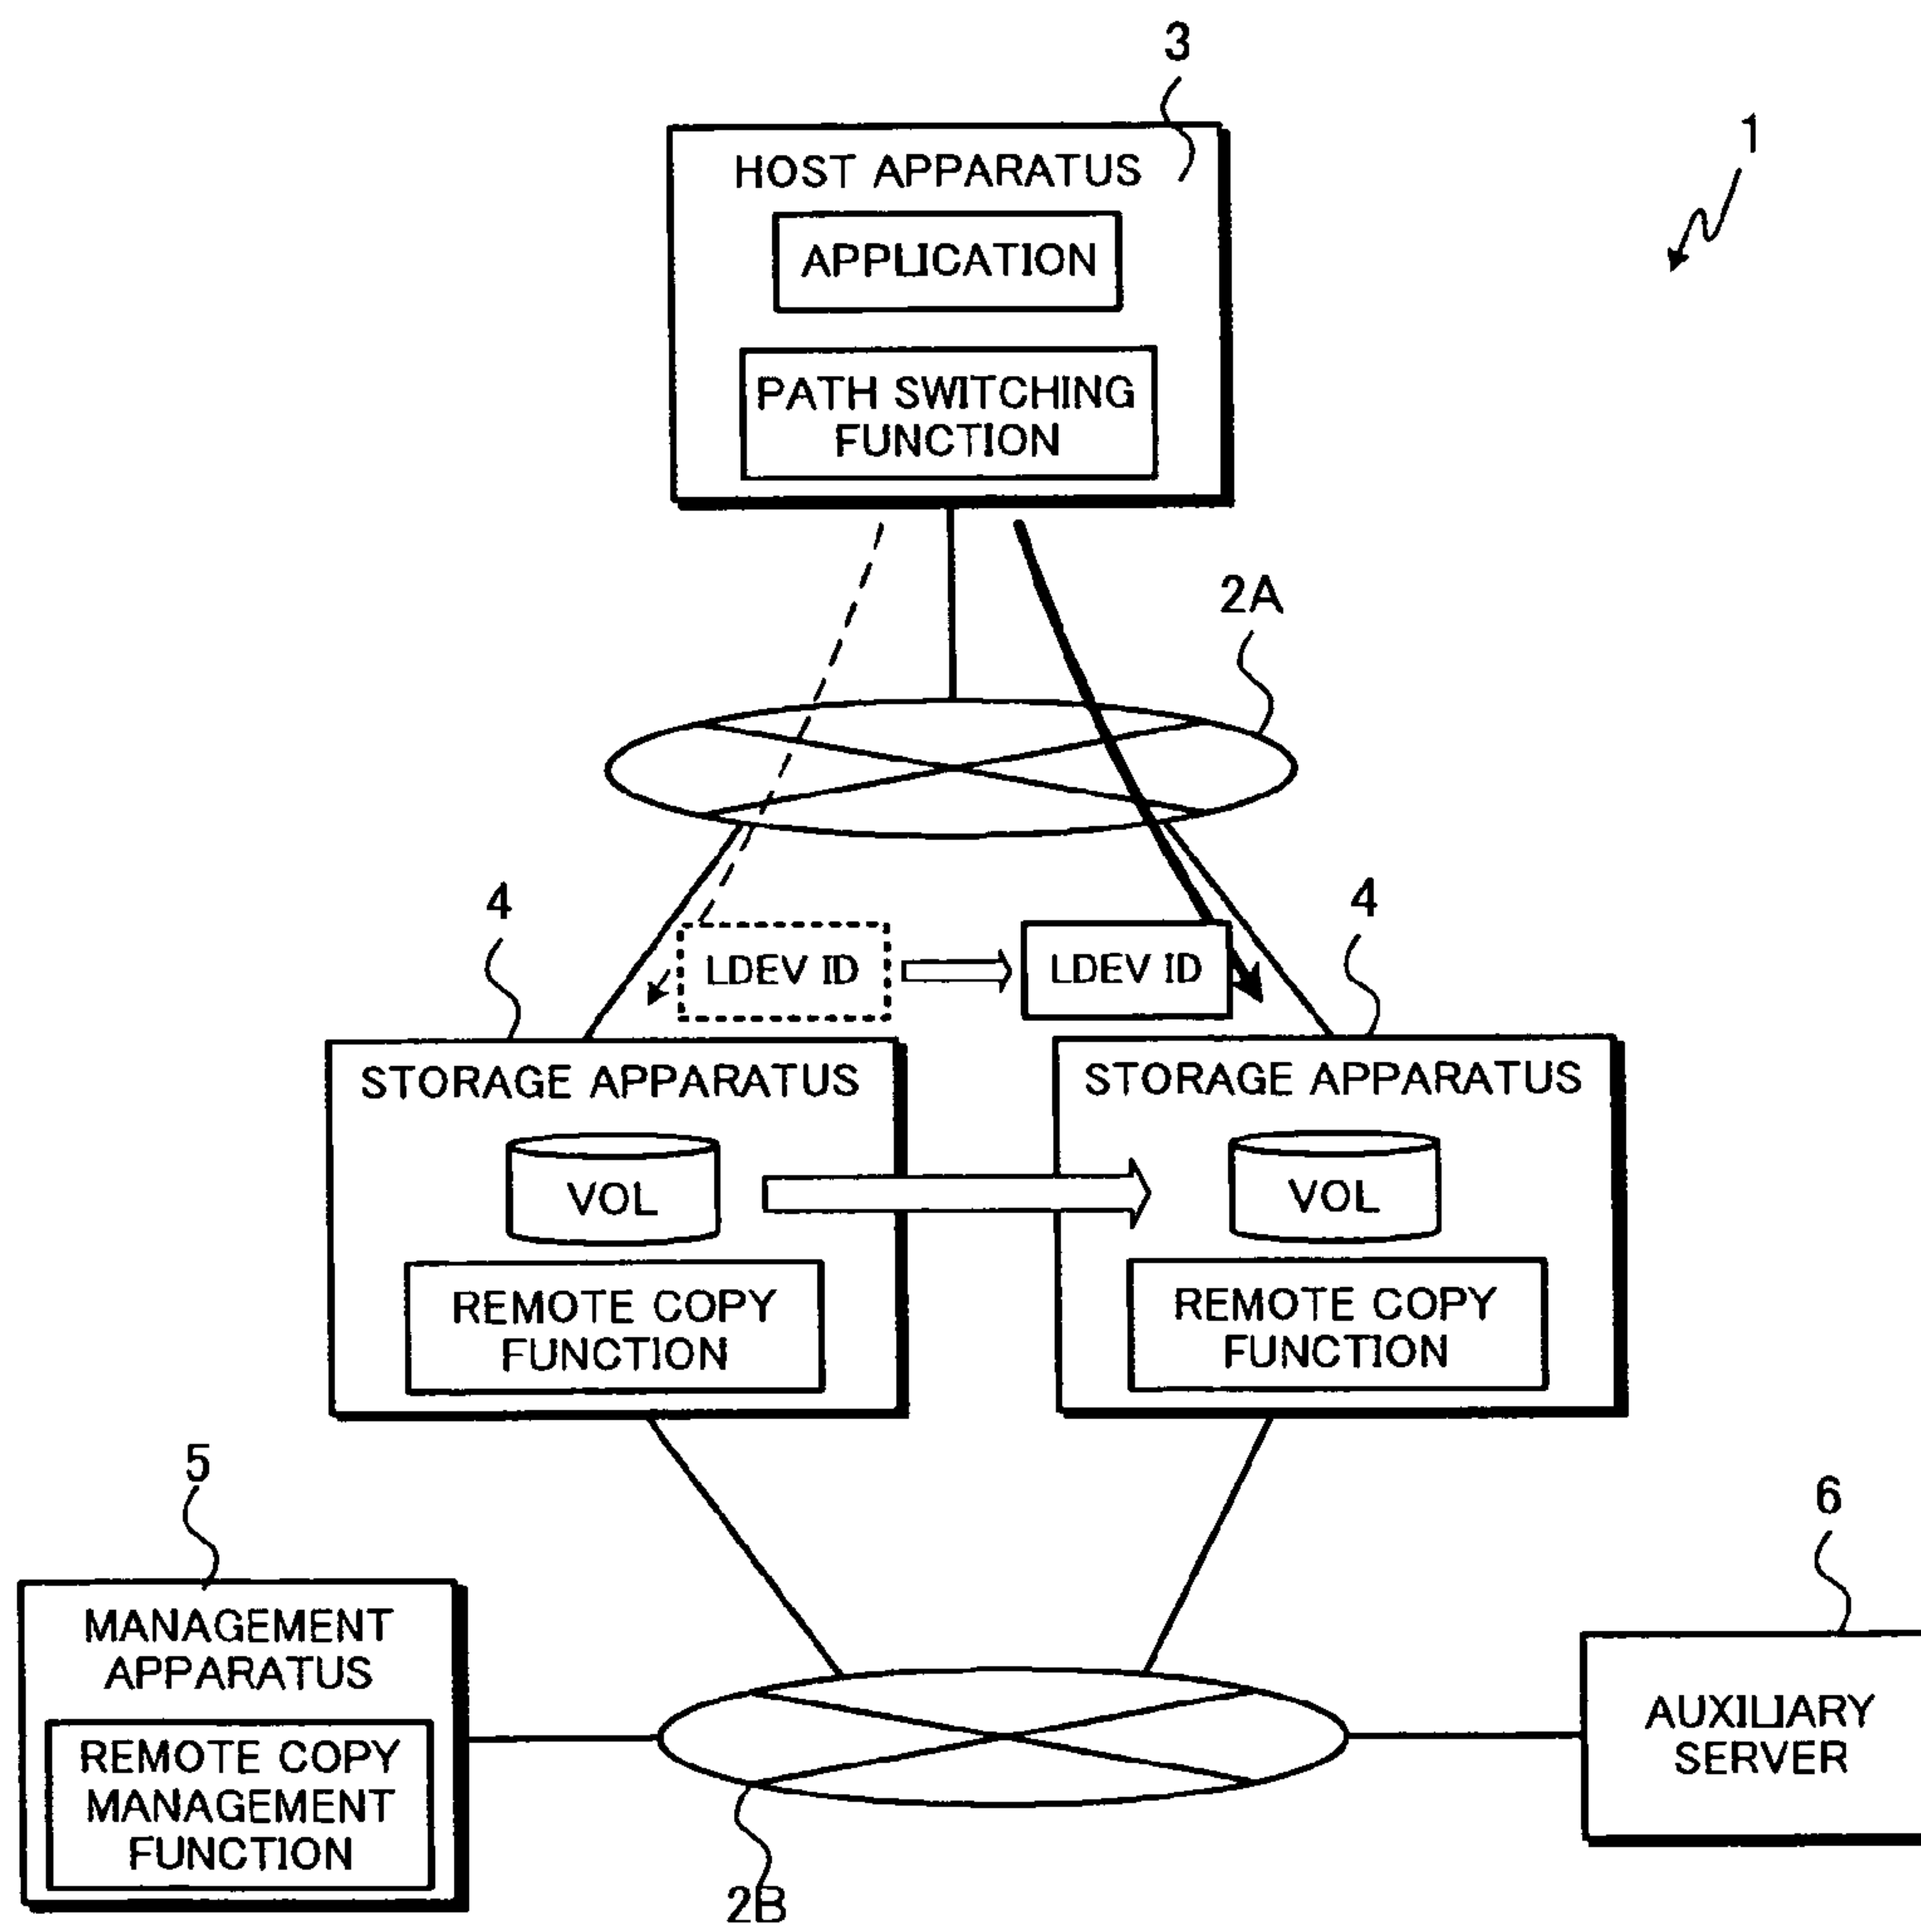 3
1
HOST APPARATUS
APPLICATION
PATH SWITCHING
FUNCTION
2A
4
4
LDEV ID
LDEV ID
STORAGE APPARATUS
VOL
REMOTE COPY
FUNCTION
STORAGE APPARATUS
VOL
REMOTE COPY
FUNCTION
5
6
MANAGEMENT
APPARATUS
REMOTE COPY
MANAGEMENT
FUNCTION
AUXILIARY
SERVER
2B